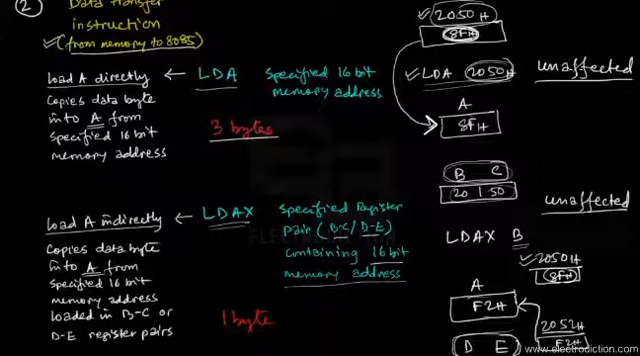 2 Data transfer
instruction
✓(from memory to 8085)
load A directly ← LDA specified 16 bit
memory address
Copies data byte
into A from
specified 16 bit
memory address
3 bytes
✓ 2050H
8FH
✓ LDA 2050H unaffected
A
8FH
B C
20 50
load A indirectly ← LDAX specified Register
pair (B-C/D-E)
containing 16 bit
memory address
unaffected
Copies data byte
into A from
specified 16 bit
memory address
loaded in B-C or
D-E register pairs
1 byte
LDAX B
✓ 2050H
8FH
A
F2H
2052H
F2H
D E
www.electrodiction.com